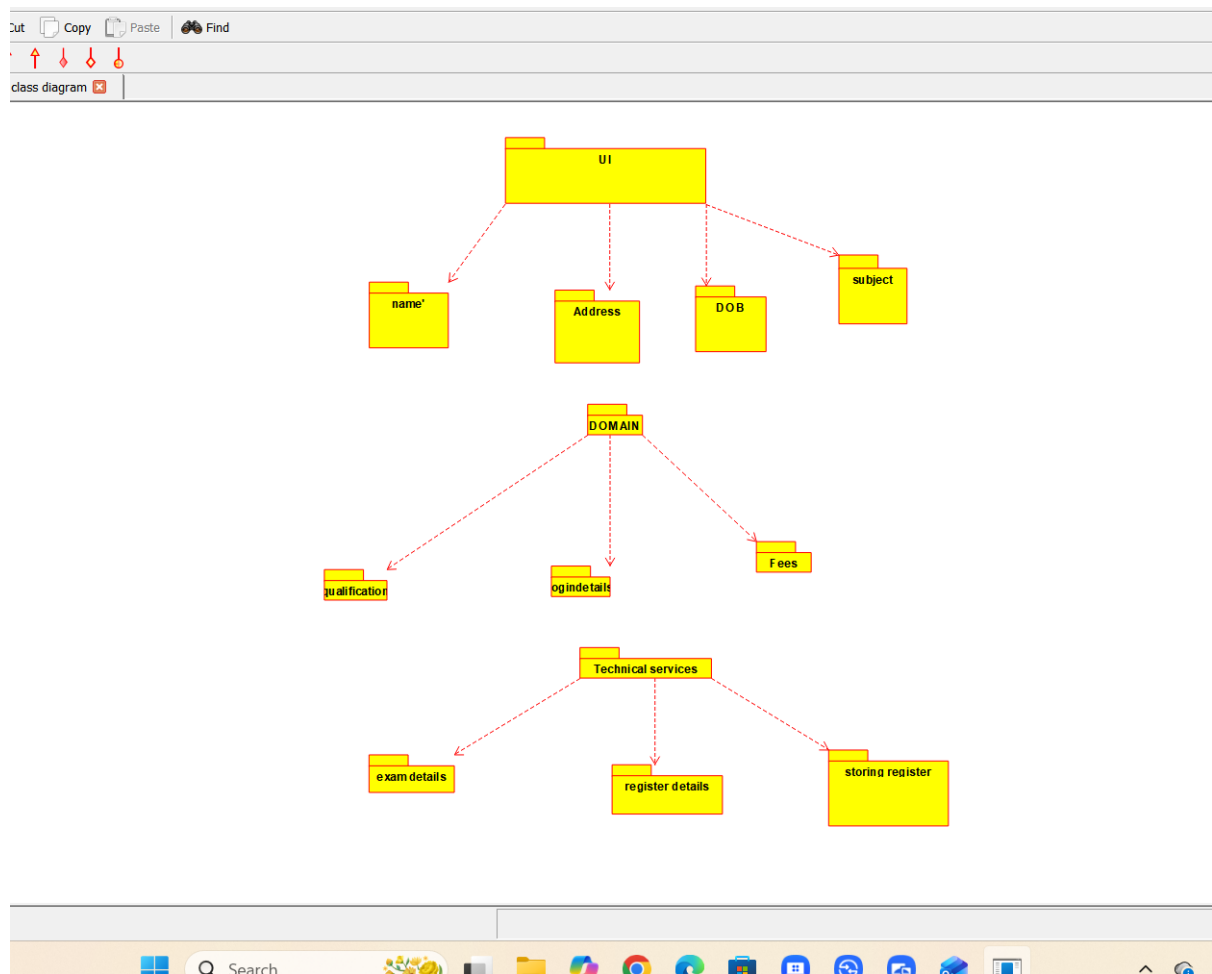 Cut Copy Paste Find
class diagram
UI
subject
name'
Address
DOB
DOMAIN
Fees
qualification
ogindetails
Technical services
exam details
register details
storing register
Search